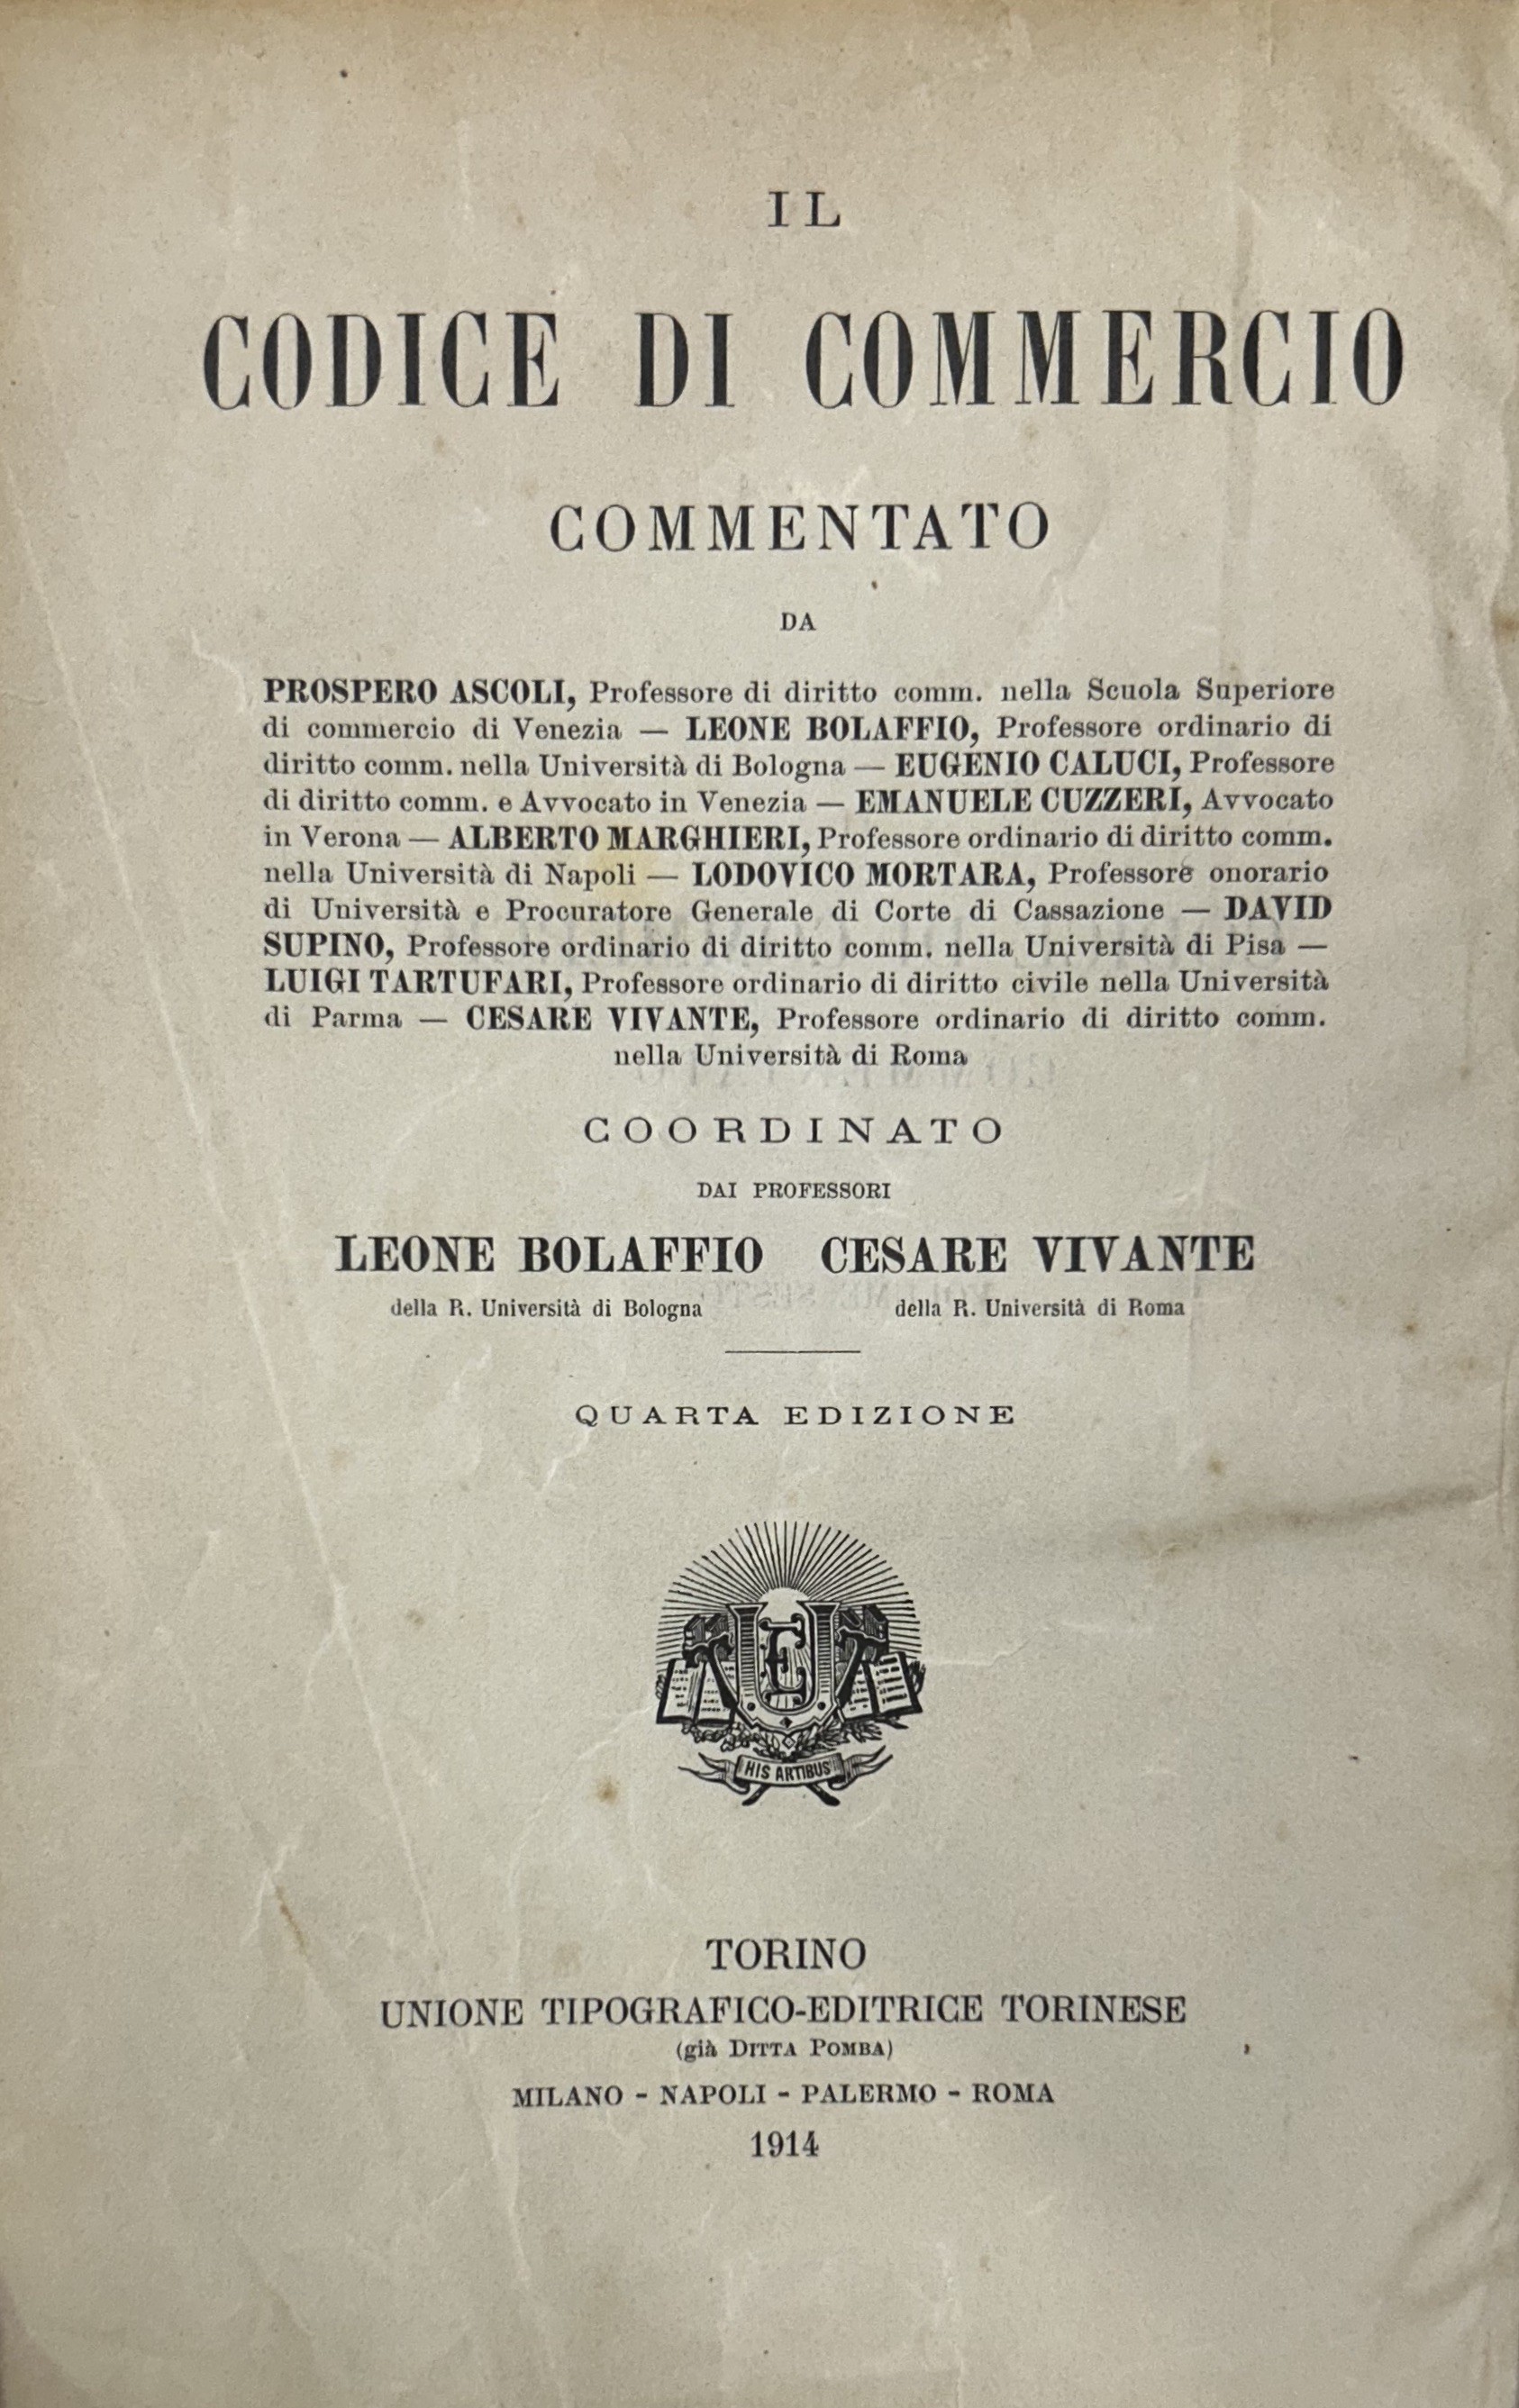 IL
CODICE DI COMMERCIO
COMMENTATO
DA
PROSPERO ASCOLI, Professore di diritto comm. nella Scuola Superiore
di commercio di Venezia — LEONE BOLAFFIO, Professore ordinario di
diritto comm. nella Università di Bologna — EUGENIO CALUCI, Professore
di diritto comm. e Avvocato in Venezia — EMANUELE CUZZERI, Avvocato
in Verona — ALBERTO MARGHIERI, Professore ordinario di diritto comm.
nella Università di Napoli — LODOVICO MORTARA, Professore onorario
di Università e Procuratore Generale di Corte di Cassazione — DAVID
SUPINO, Professore ordinario di diritto comm. nella Università di Pisa —
LUIGI TARTUFARI, Professore ordinario di diritto civile nella Università
di Parma — CESARE VIVANTE, Professore ordinario di diritto comm.
nella Università di Roma
COORDINATO
DAI PROFESSORI
LEONE BOLAFFIO CESARE VIVANTE
della R. Università di Bologna della R. Università di Roma
QUARTA EDIZIONE
UTET
HIS ARTIBUS
TORINO
UNIONE TIPOGRAFICO-EDITRICE TORINESE
(già DITTA POMBA)
MILANO - NAPOLI - PALERMO - ROMA
1914